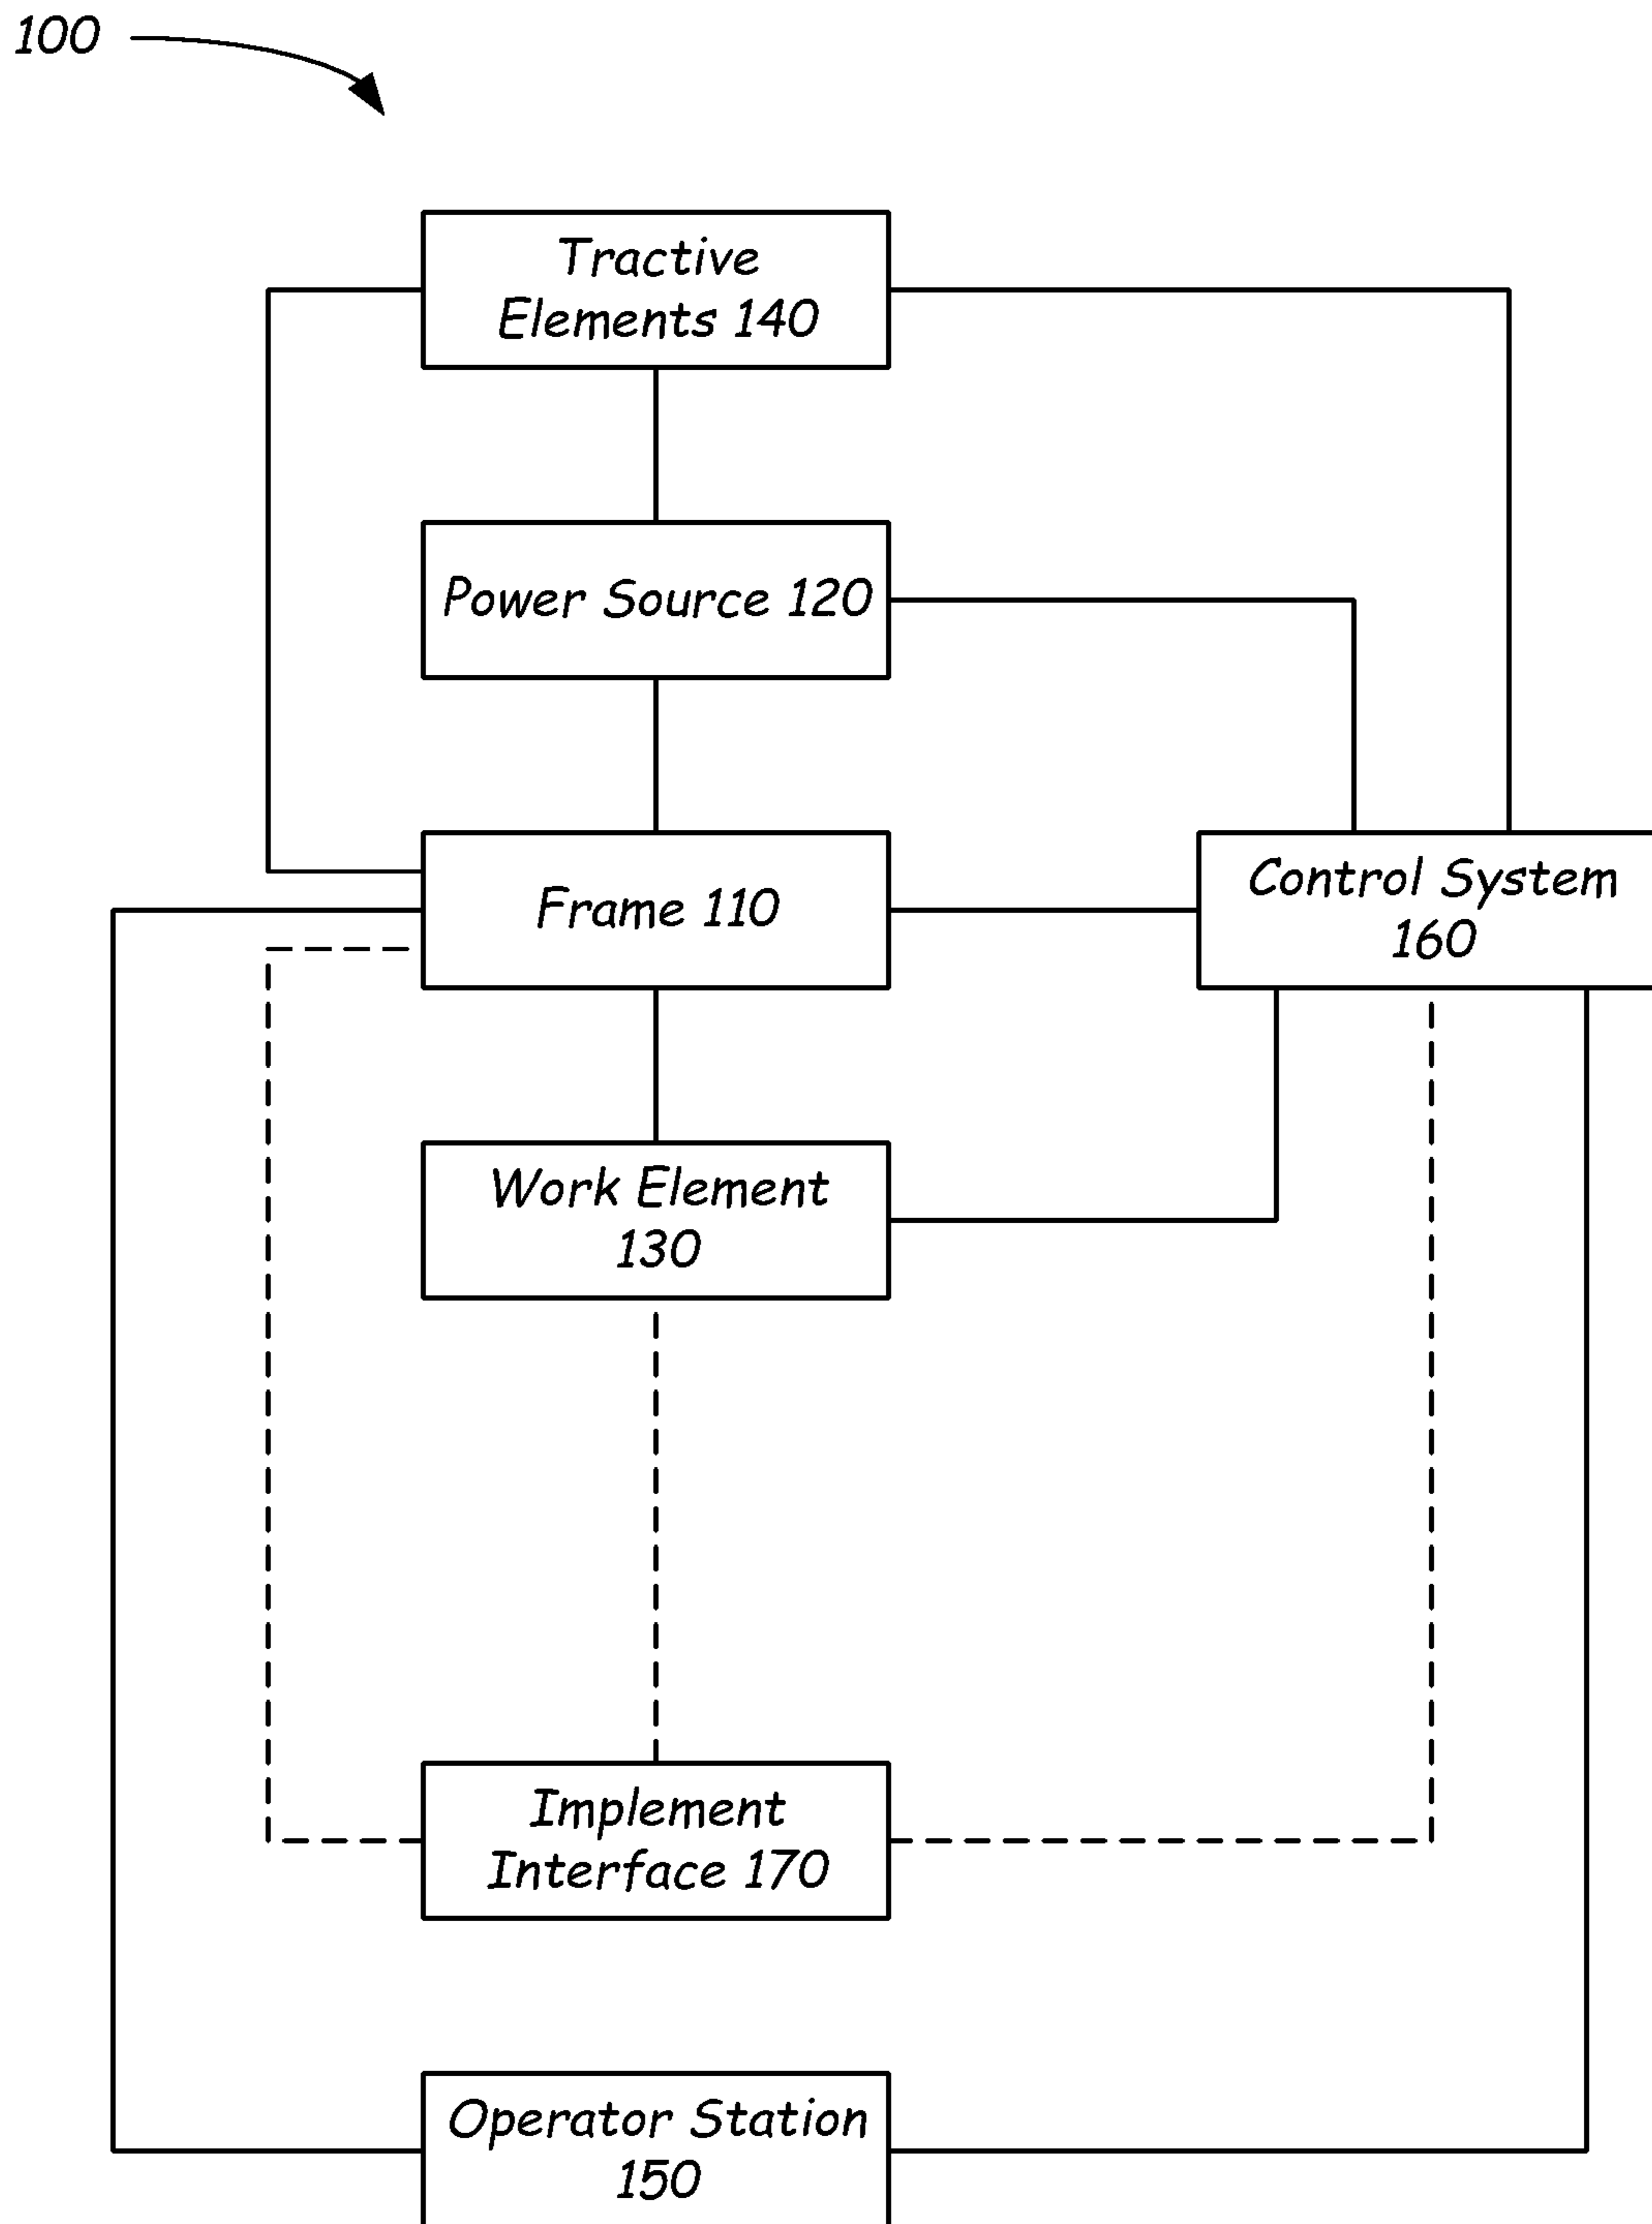 100
Tractive
Elements 140
Power Source 120
Frame 110
Control System
160
Work Element
130
Implement
Interface 170
Operator Station
150